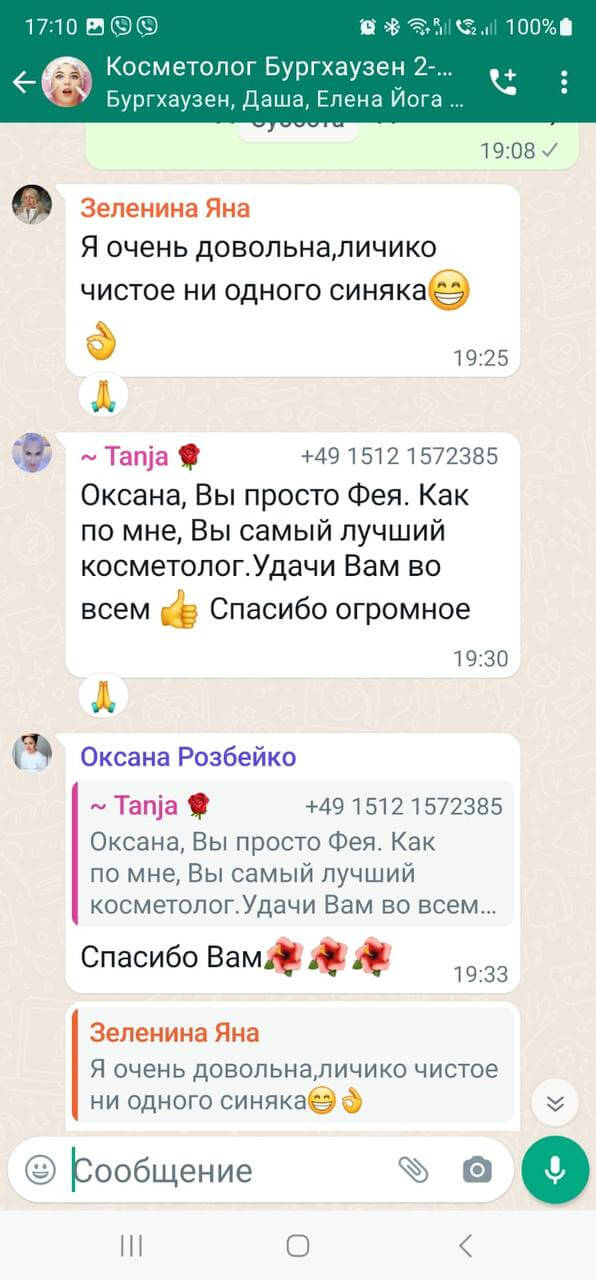 17:10
100%
Косметолог Бургхаузен 2-...
Бургхаузен, Даша, Елена Йога ...
Суббота
19:08
Зеленина Яна
Я очень довольна,личико
чистое ни одного синяка😁
👌
19:25
🙏
~ Tanja 🌹 +49 1512 1572385
Оксана, Вы просто Фея. Как
по мне, Вы самый лучший
косметолог.Удачи Вам во
всем 👍 Спасибо огромное
19:30
🙏
Оксана Розбейко
~ Tanja 🌹 +49 1512 1572385
Оксана, Вы просто Фея. Как
по мне, Вы самый лучший
косметолог.Удачи Вам во всем...
Спасибо Вам🌺🌺🌺
19:33
Зеленина Яна
Я очень довольна,личико чистое
ни одного синяка😁👌
Сообщение